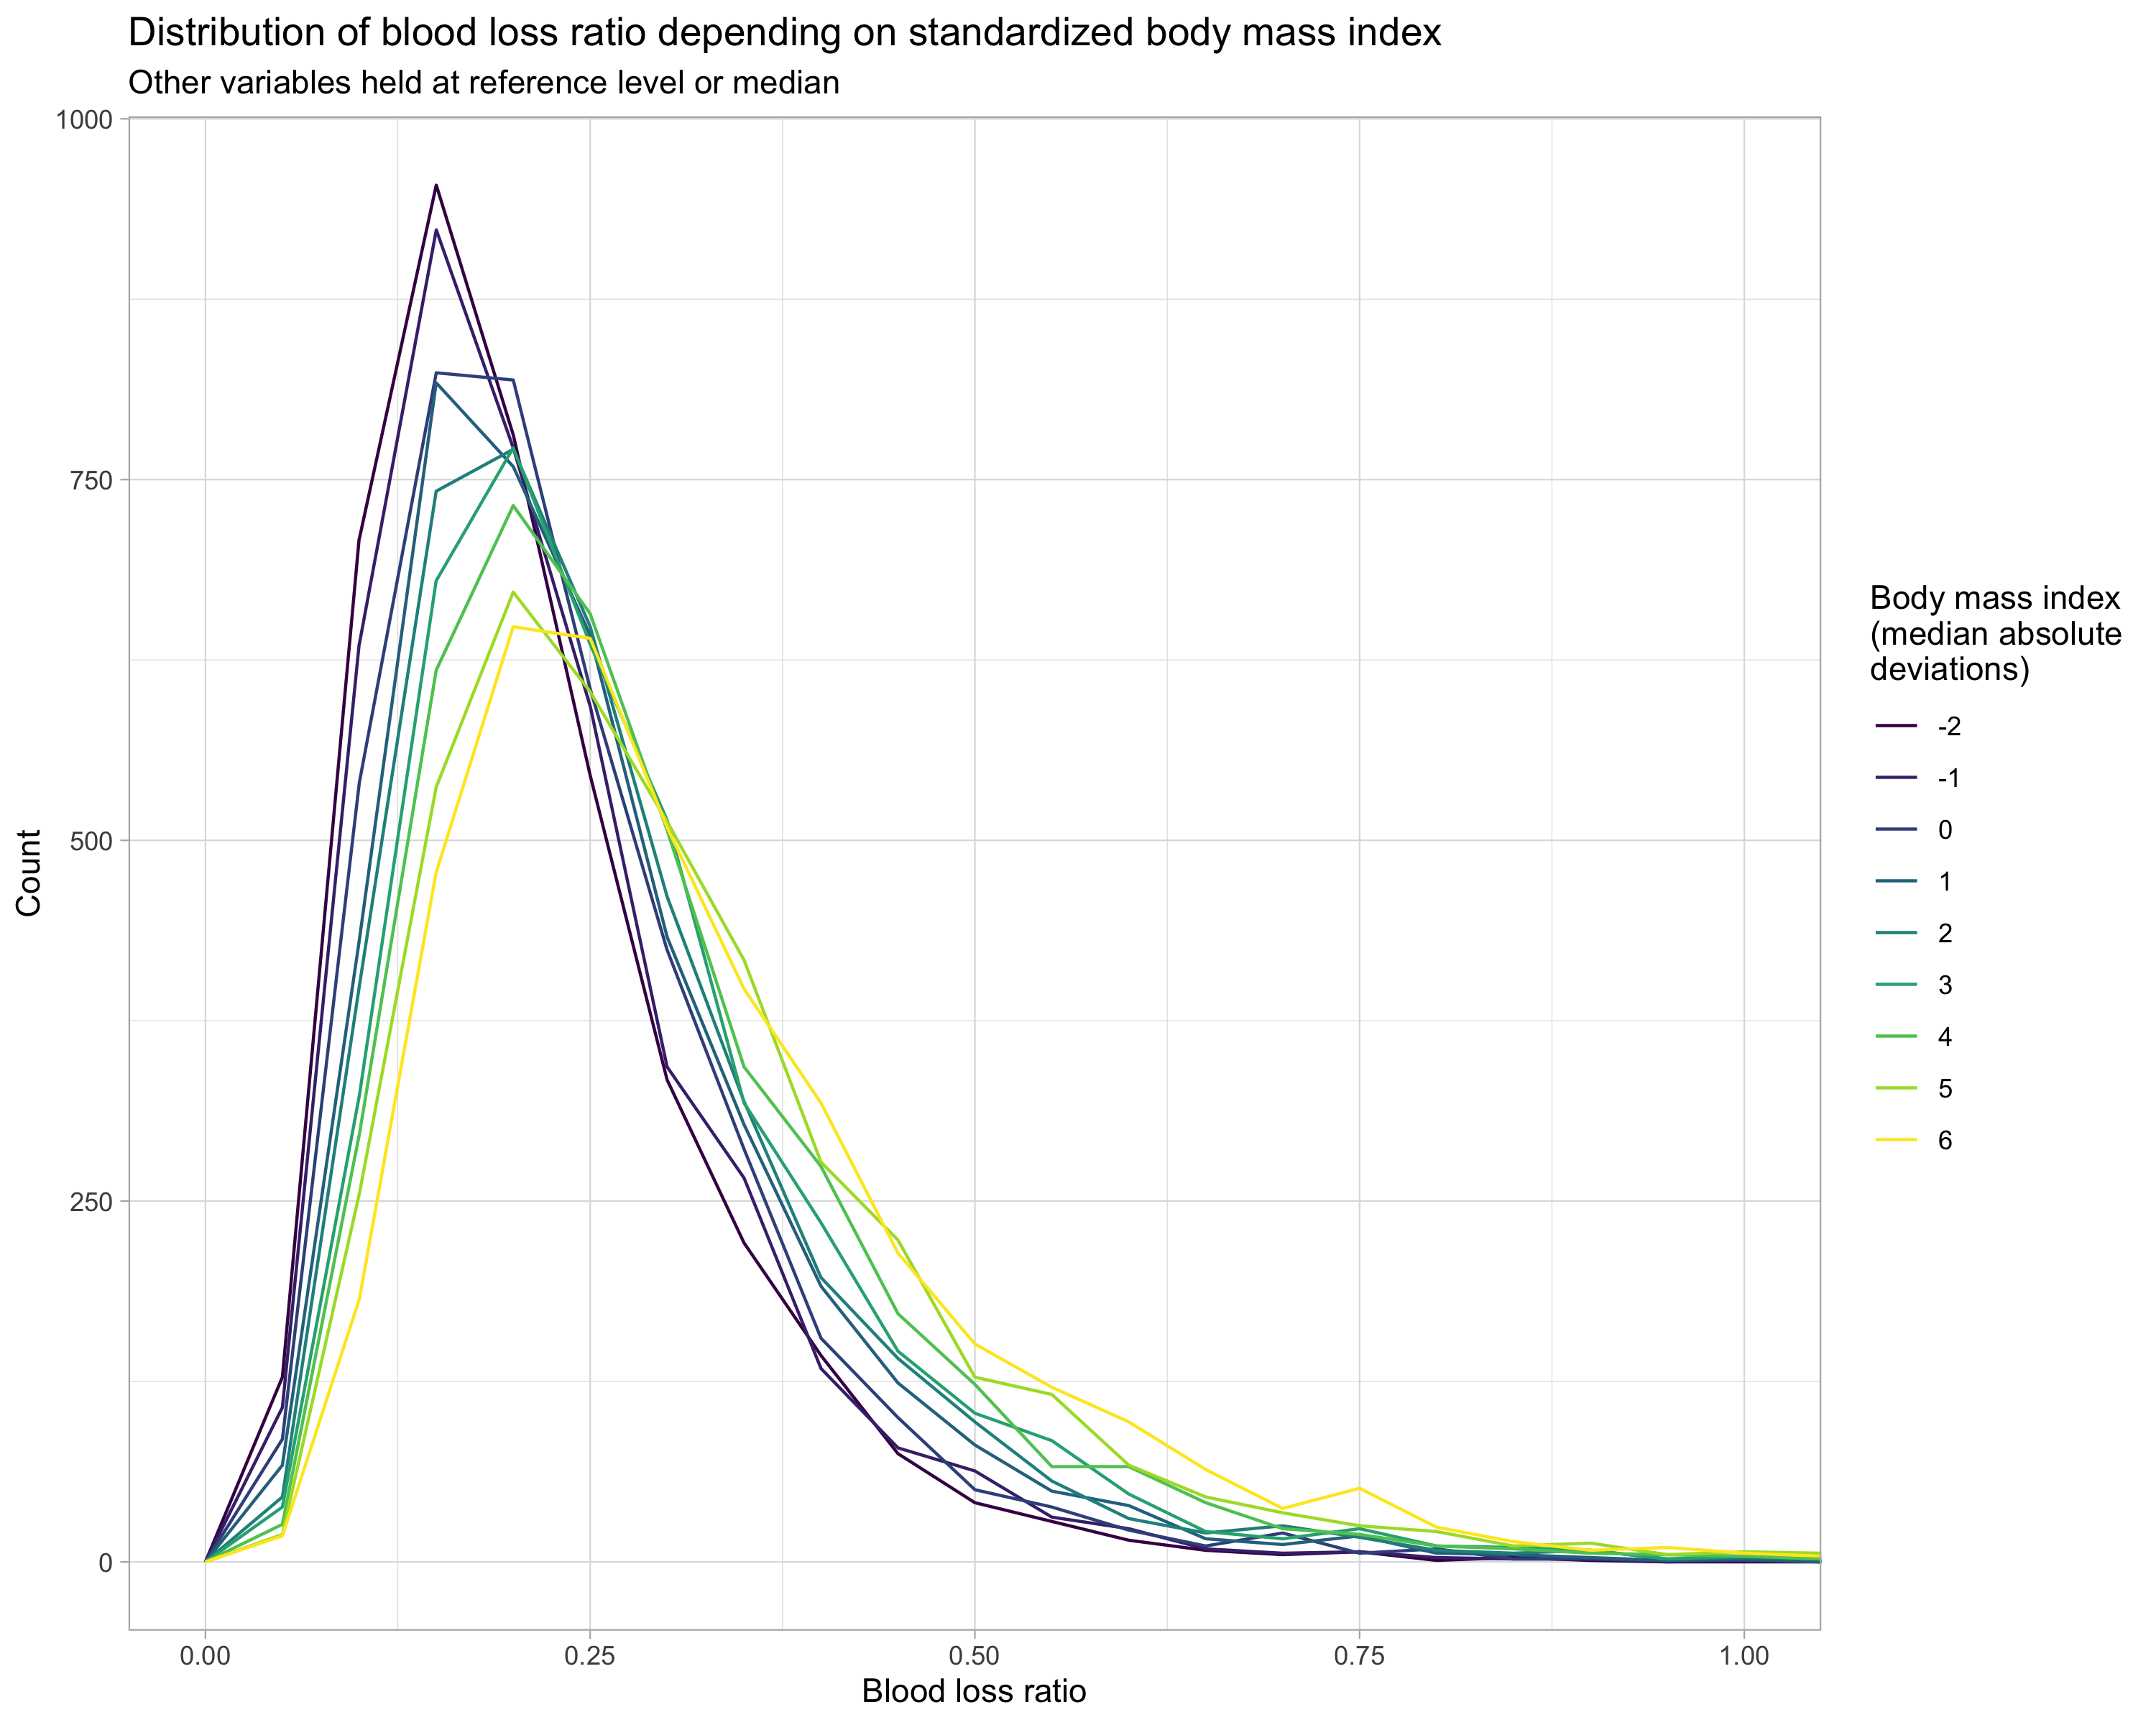 Distribution of blood loss ratio depending on standardized body mass index
Other variables held at reference level or median
1000
750
500
250
0
Count
0.00
0.25
0.50
0.75
1.00
Blood loss ratio
Body mass index
(median absolute
deviations)
-2
-1
0
1
2
3
4
5
6